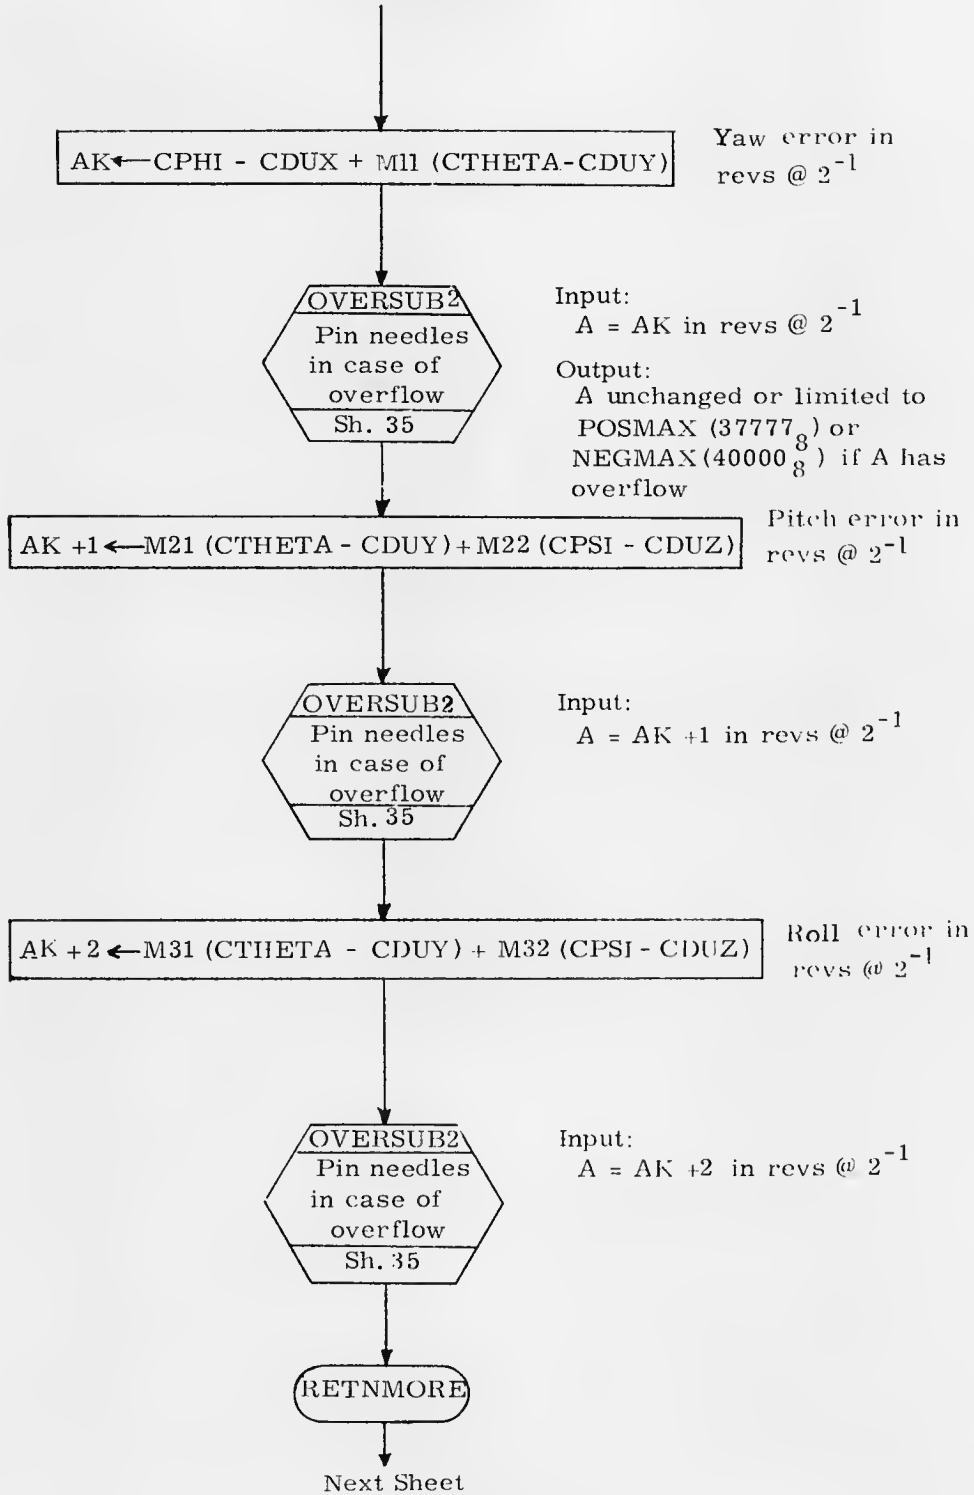 AK ← CPHI - CDUX + M11 (CTHETA-CDUY)
Yaw error in
revs @ 2⁻¹
OVERSUB2
Pin needles
in case of
overflow
Sh. 35
Input:
A = AK in revs @ 2⁻¹
Output:
A unchanged or limited to
POSMAX (37777₈) or
NEGMAX (40000₈) if A has
overflow
AK +1 ← M21 (CTHETA - CDUY) + M22 (CPSI - CDUZ)
Pitch error in
revs @ 2⁻¹
OVERSUB2
Pin needles
in case of
overflow
Sh. 35
Input:
A = AK +1 in revs @ 2⁻¹
AK +2 ← M31 (CTHETA - CDUY) + M32 (CPSI - CDUZ)
Roll error in
revs @ 2⁻¹
OVERSUB2
Pin needles
in case of
overflow
Sh. 35
Input:
A = AK +2 in revs @ 2⁻¹
RETNMORE
Next Sheet